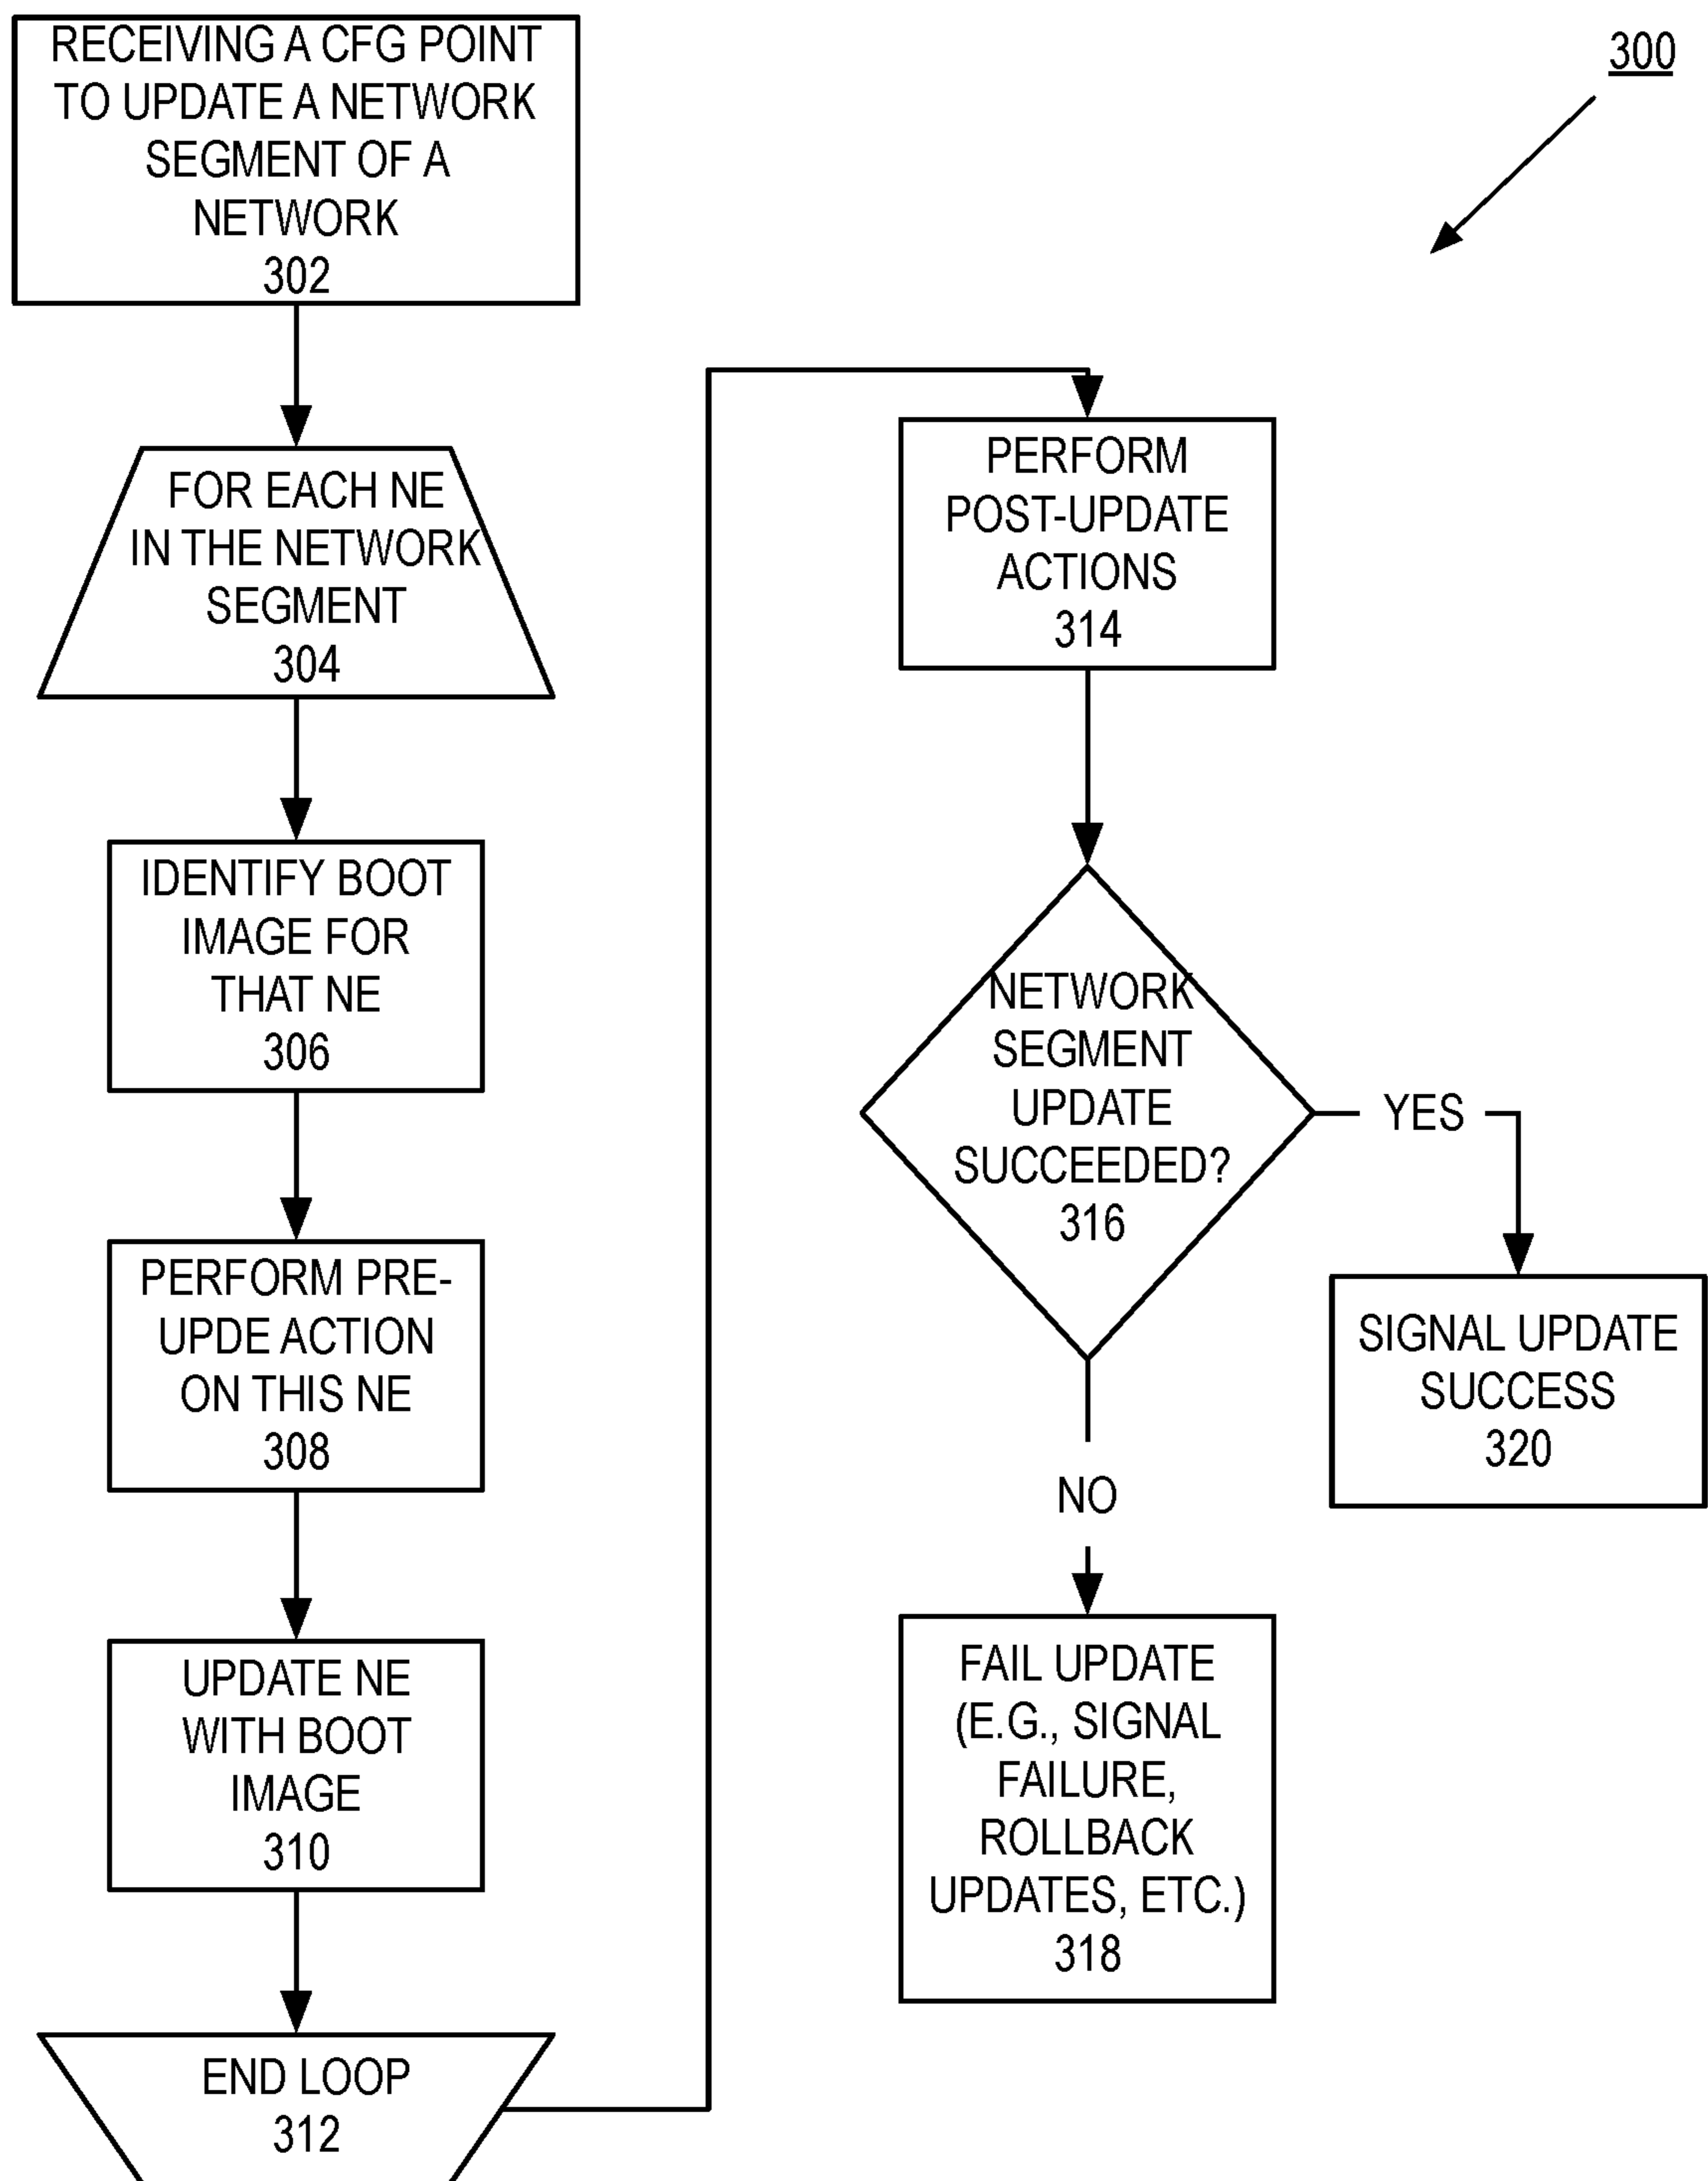 RECEIVING A CFG POINT
TO UPDATE A NETWORK
SEGMENT OF A
NETWORK
302
FOR EACH NE
IN THE NETWORK
SEGMENT
304
IDENTIFY BOOT
IMAGE FOR
THAT NE
306
PERFORM PRE-
UPDE ACTION
ON THIS NE
308
UPDATE NE
WITH BOOT
IMAGE
310
END LOOP
312
300
PERFORM
POST-UPDATE
ACTIONS
314
NETWORK
SEGMENT
UPDATE
SUCCEEDED?
316
YES
SIGNAL UPDATE
SUCCESS
320
NO
FAIL UPDATE
(E.G., SIGNAL
FAILURE,
ROLLBACK
UPDATES, ETC.)
318